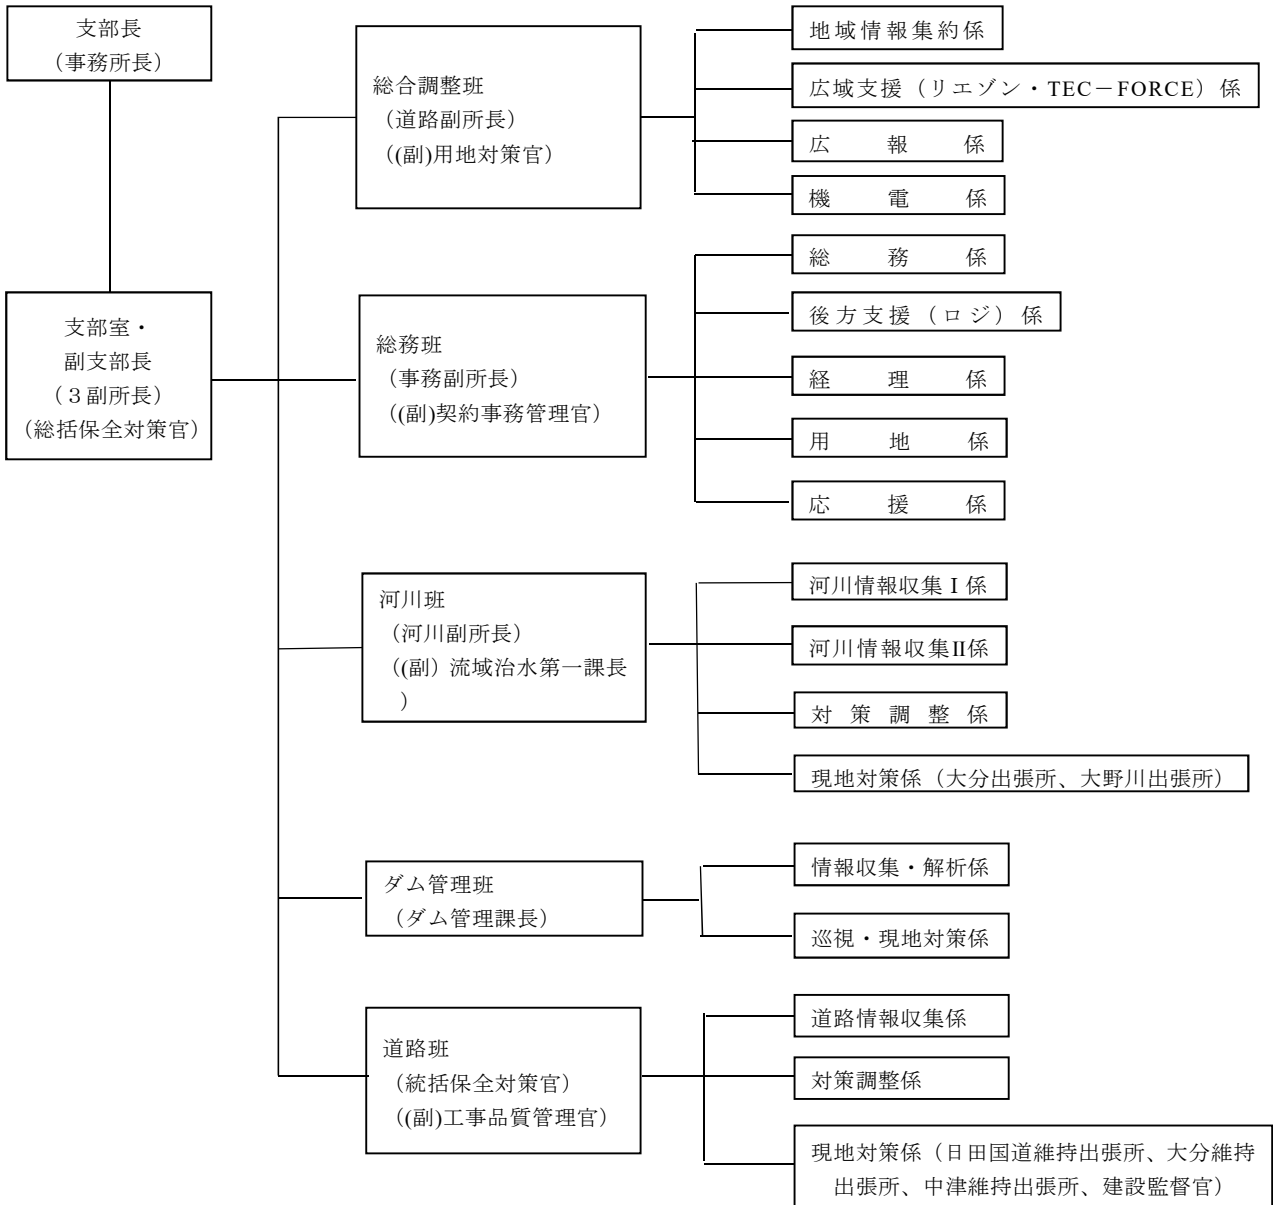 支部長
（事務所長）
支部室・
副支部長
（３副所長）
（総括保全対策官）
総合調整班
（道路副所長）
（(副)用地対策官）
地域情報集約係
広域支援（リエゾン・TEC－FORCE）係
広報係
機電係
総務班
（事務副所長）
（(副)契約事務管理官）
総務係
後方支援（ロジ）係
経理係
用地係
応援係
河川班
（河川副所長）
（(副）流域治水第一課長
）
河川情報収集Ⅰ係
河川情報収集Ⅱ係
対策調整係
現地対策係（大分出張所、大野川出張所）
ダム管理班
（ダム管理課長）
情報収集・解析係
巡視・現地対策係
道路班
（統括保全対策官）
（(副)工事品質管理官）
道路情報収集係
対策調整係
現地対策係（日田国道維持出張所、大分維持
出張所、中津維持出張所、建設監督官）